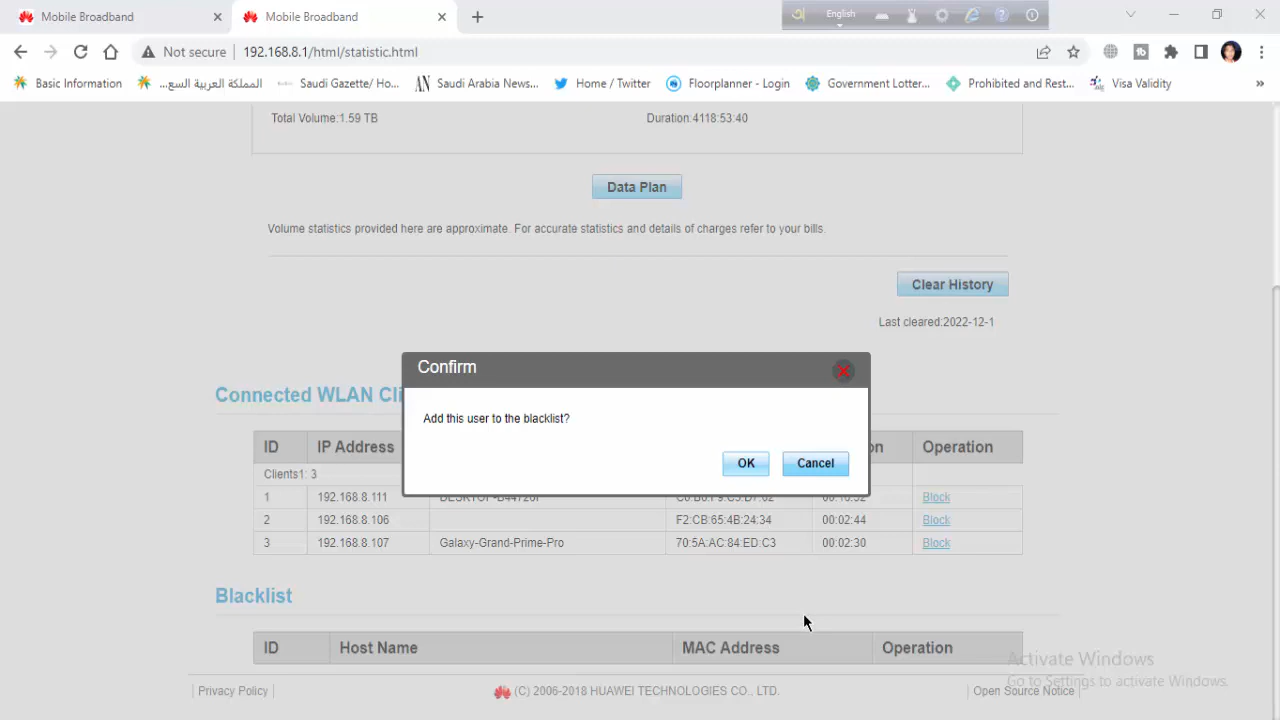 Mobile Broadband
Mobile Broadband
English
Not secure
192.168.8.1/html/statistic.html
Basic Information
المملكة العربية السع...
Saudi Gazette/ Ho...
Saudi Arabia News...
Home / Twitter
Floorplanner - Login
Government Lotter...
Prohibited and Rest...
Visa Validity
»
Total Volume:1.59 TB
Duration:4118:53:40
Data Plan
Volume statistics provided here are approximate. For accurate statistics and details of charges refer to your bills.
Clear History
Last cleared:2022-12-1
Confirm
Add this user to the blacklist?
OK
Cancel
Connected WLAN Cli
ID IP Address on Operation
Clients1: 3
1 192.168.8.111 Block
2 192.168.8.106 F2:CB:65:4B:24:34 00:02:44 Block
3 192.168.8.107 Galaxy-Grand-Prime-Pro 70:5A:AC:84:ED:C3 00:02:30 Block
Blacklist
ID Host Name MAC Address Operation
Activate Windows
Go to Settings to activate Windows.
Privacy Policy
(C) 2006-2018 HUAWEI TECHNOLOGIES CO., LTD.
Open Source Notice